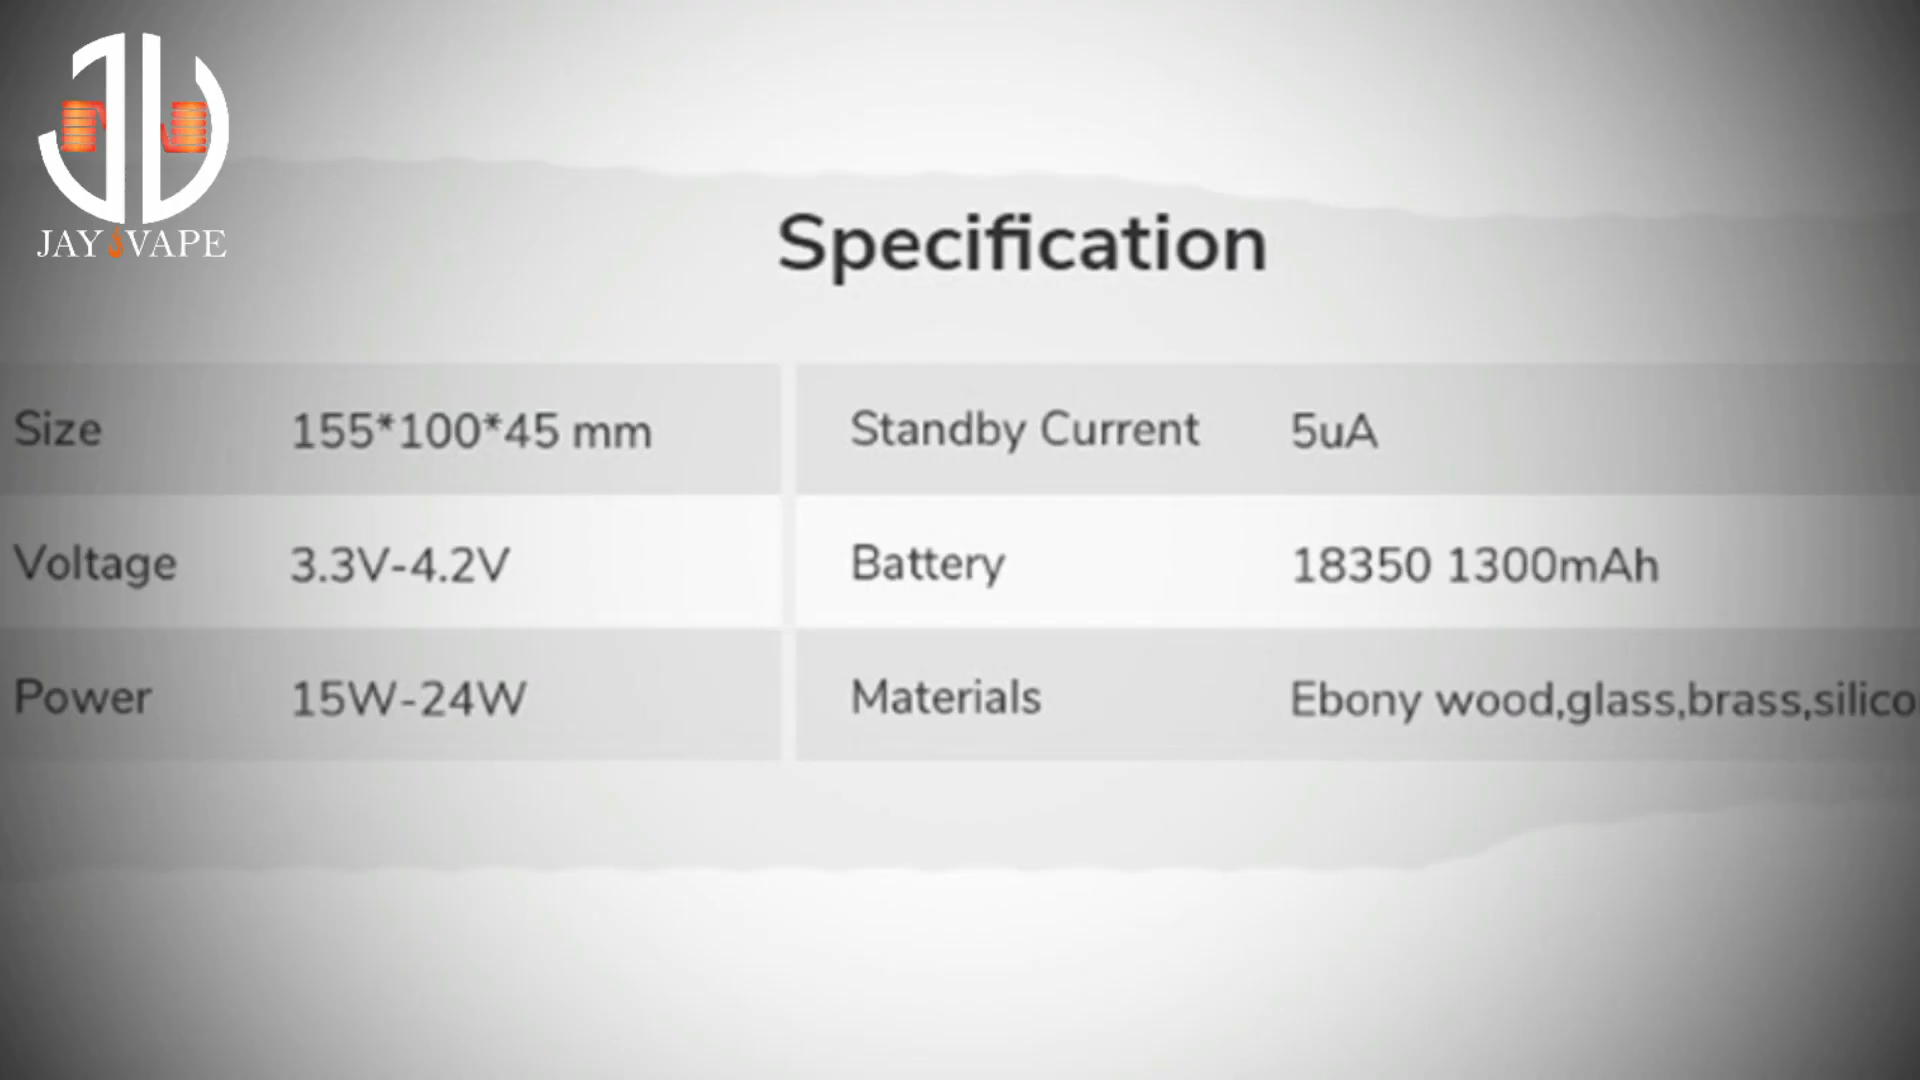 JAY VAPE
Specification
Size 155*100*45 mm Standby Current 5uA
Voltage 3.3V-4.2V Battery 18350 1300mAh
Power 15W-24W Materials Ebony wood,glass,brass,silico